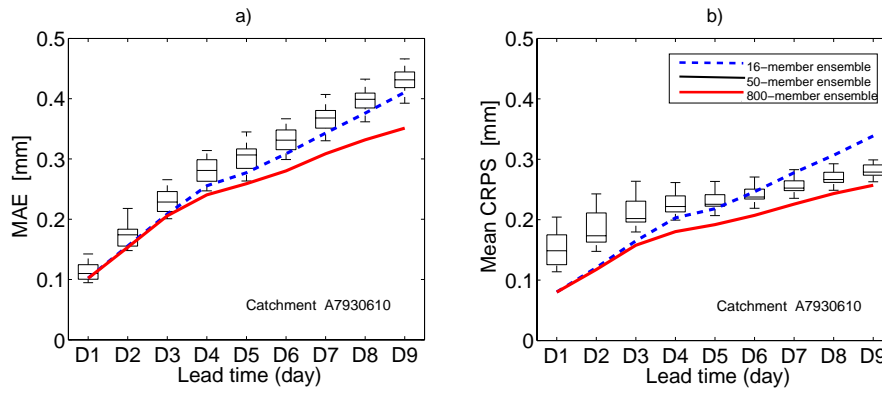 a)
0.5
0.4
0.3
0.2
0.1
0
MAE [mm]
Catchment A7930610
D1 D2 D3 D4 D5 D6 D7 D8 D9
Lead time (day)
b)
0.5
0.4
0.3
0.2
0.1
0
Mean CRPS [mm]
16−member ensemble
50−member ensemble
800−member ensemble
Catchment A7930610
D1 D2 D3 D4 D5 D6 D7 D8 D9
Lead time (day)